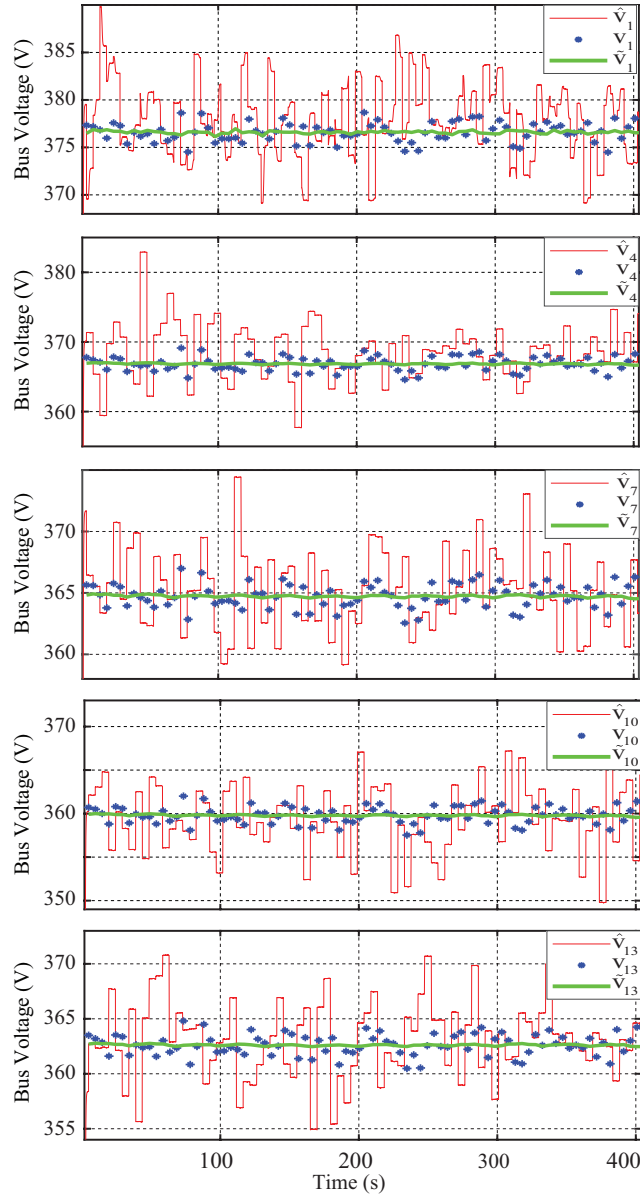 385
380
375
370
Bus Voltage (V)
v̂₁
v₁
ṽ₁
380
370
360
Bus Voltage (V)
v̂₄
v₄
ṽ₄
370
365
360
Bus Voltage (V)
v̂₇
v₇
ṽ₇
370
360
350
Bus Voltage (V)
v̂₁₀
v₁₀
ṽ₁₀
370
365
360
355
Bus Voltage (V)
v̂₁₃
v₁₃
ṽ₁₃
100 200 300 400
Time (s)